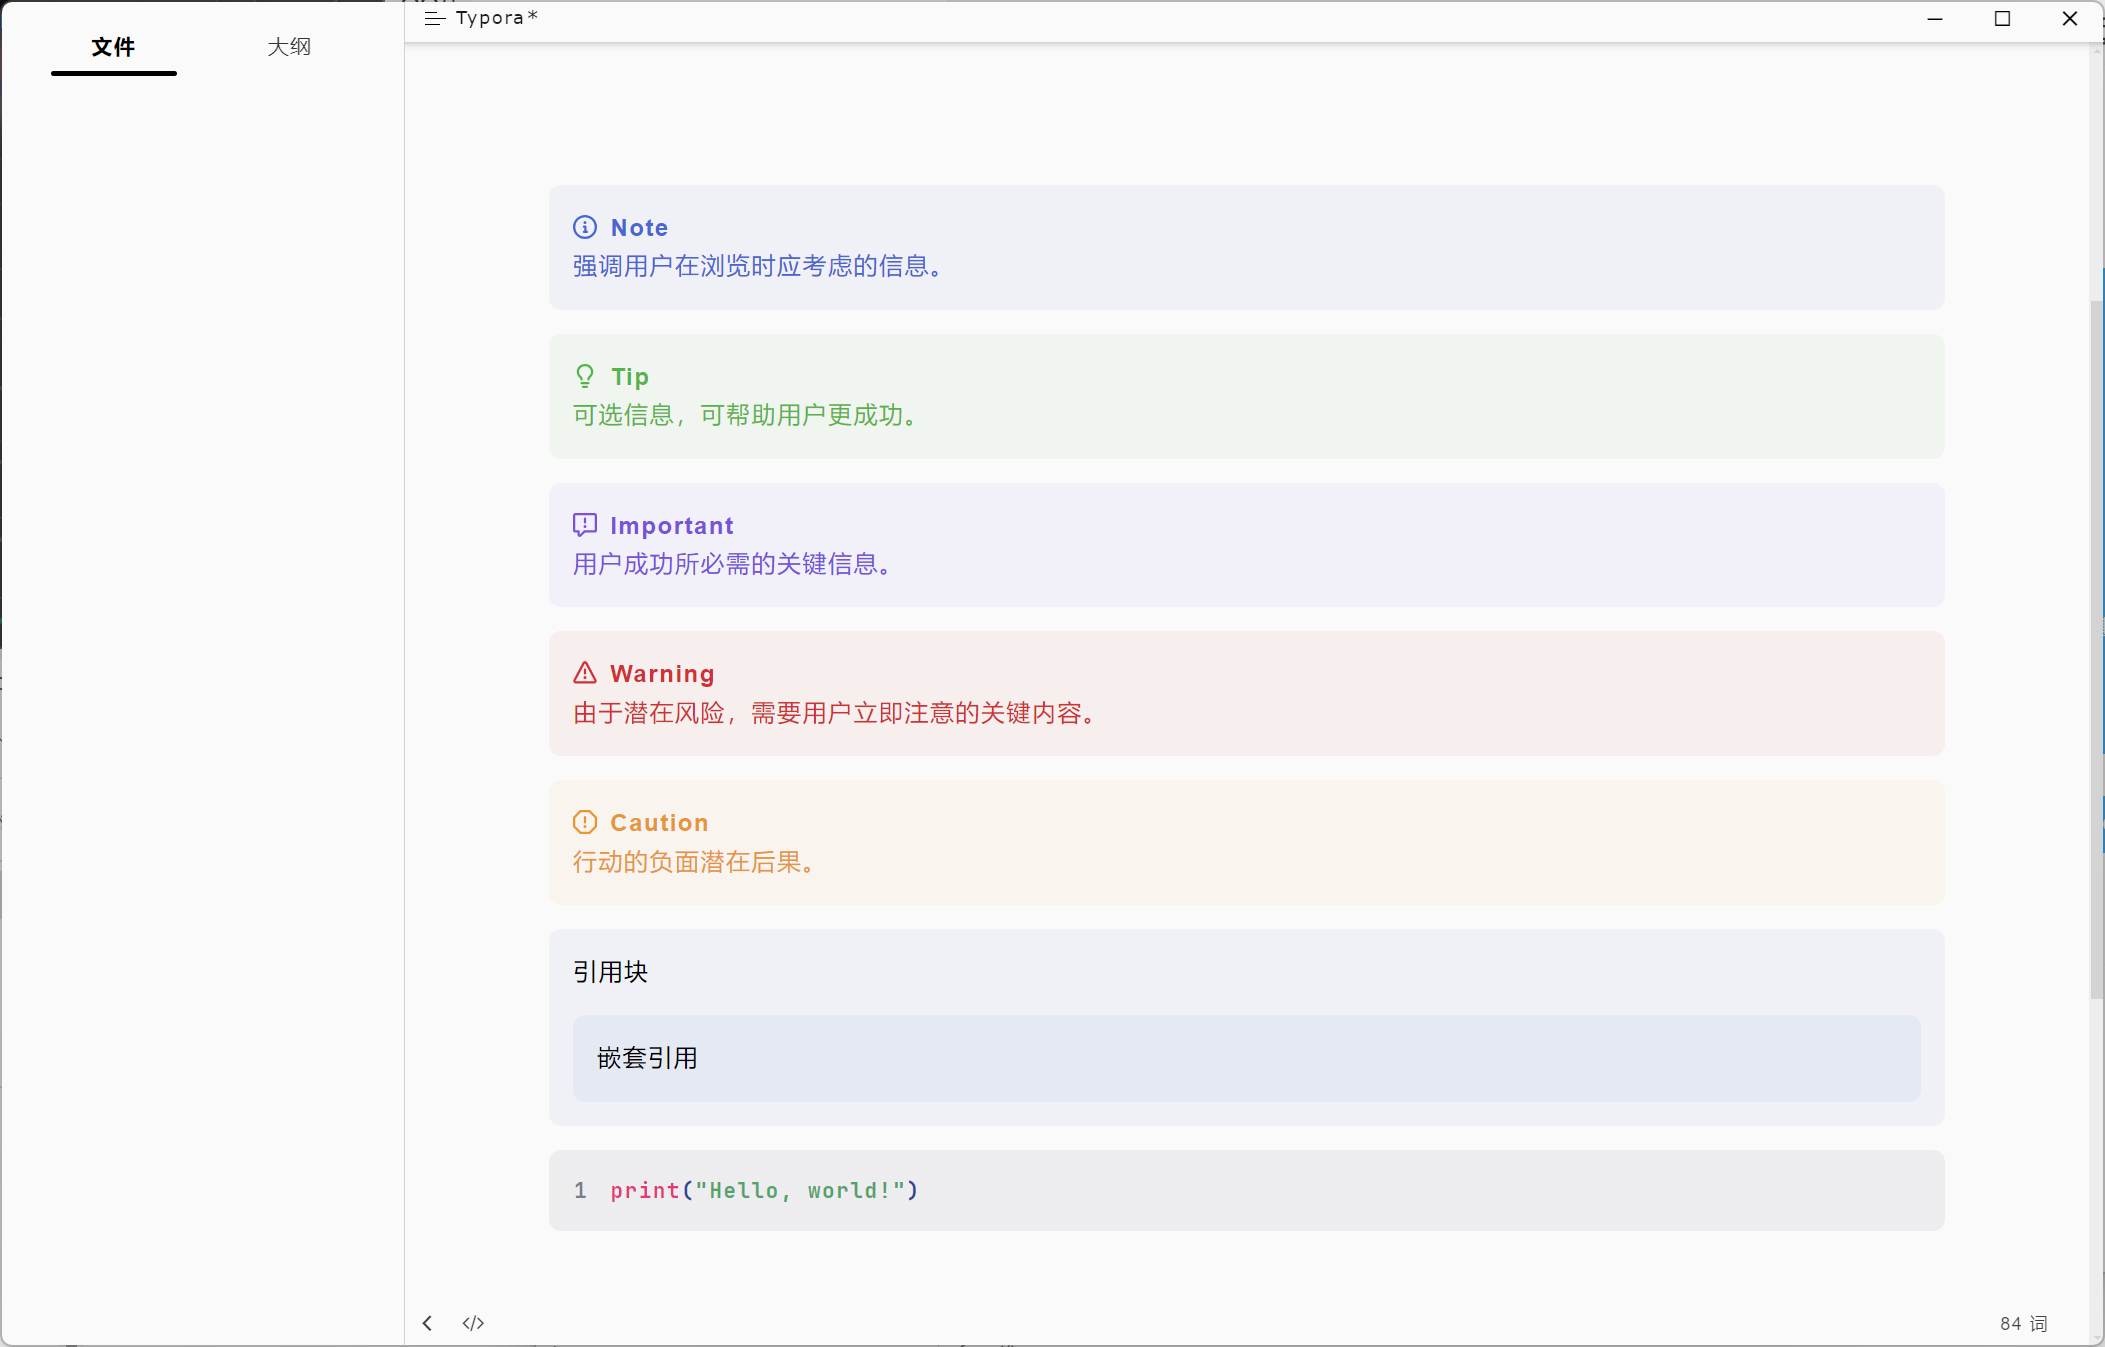 文件
大纲
Typora*
Note
强调用户在浏览时应考虑的信息。
Tip
可选信息，可帮助用户更成功。
Important
用户成功所必需的关键信息。
Warning
由于潜在风险，需要用户立即注意的关键内容。
Caution
行动的负面潜在后果。
引用块
嵌套引用
1 print("Hello, world!")
</>
84 词